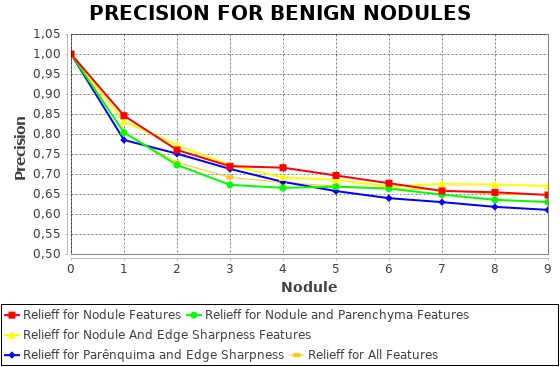 PRECISION FOR BENIGN NODULES
1,05
1,00
0,95
0,90
0,85
0,80
0,75
0,70
0,65
0,60
0,55
0,50
Precision
0 1 2 3 4 5 6 7 8 9
Nodule
Relieff for Nodule Features Relieff for Nodule and Parenchyma Features
Relieff for Nodule And Edge Sharpness Features
Relieff for Parênquima and Edge Sharpness Relieff for All Features